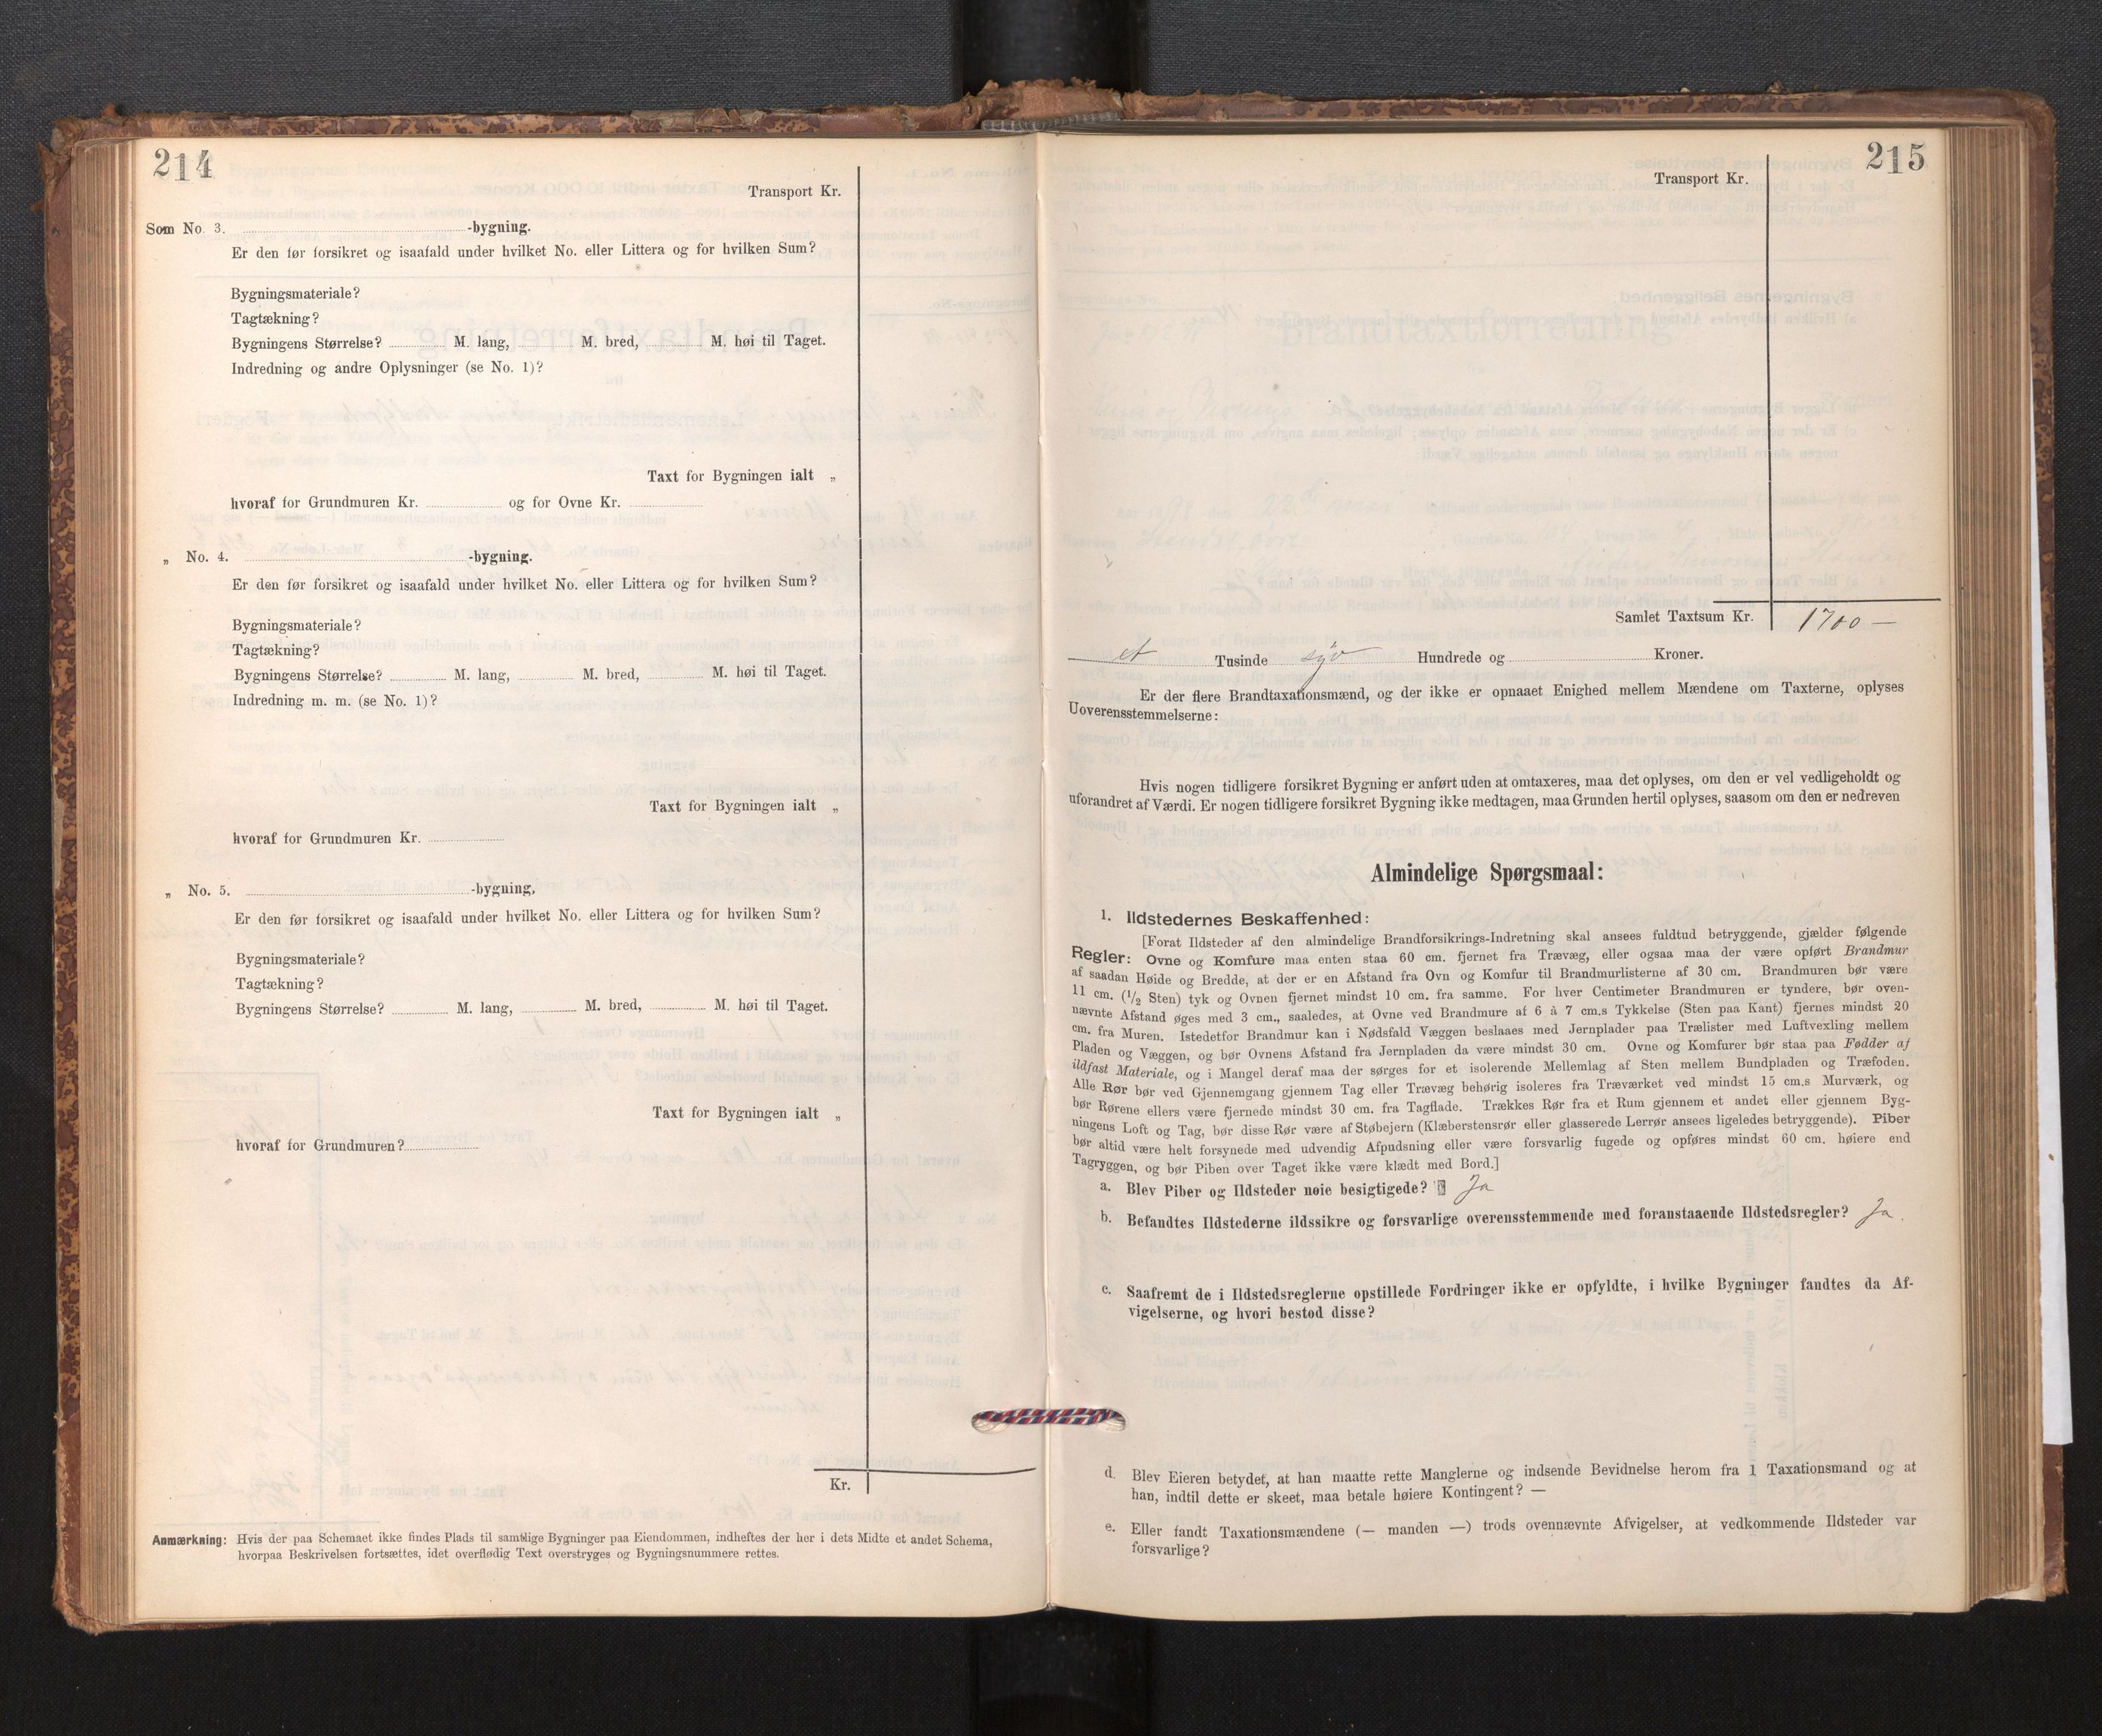 214
Transport Kr.
Som No. 3. -bygning.
Er den før forsikret og isaafald under hvilket No. eller Littera og for hvilken Sum?
Bygningsmateriale?
Tagtækning?
Bygningens Størrelse? M. lang, M. bred, M. høi til Taget.
Indredning og andre Oplysninger (se No. 1)?
Taxt for Bygningen ialt „
hvoraf for Grundmuren Kr. og for Ovne Kr.
„ No. 4. -bygning.
Er den før forsikret og isaafald under hvilket No. eller Littera og for hvilken Sum?
Bygningsmateriale?
Tagtækning?
Bygningens Størrelse? M. lang, M. bred, M. høi til Taget.
Indredning m. m. (se No. 1)?
Taxt for Bygningen ialt „
hvoraf for Grundmuren Kr.
„ No. 5. -bygning,
Er den før forsikret og isaafald under hvilket No. eller Littera og for hvilken Sum?
Bygningsmateriale?
Tagtækning?
Bygningens Størrelse? M. lang, M. bred, M. høi til Taget.
Taxt for Bygningen ialt „
hvoraf for Grundmuren?
Kr.
Anmærkning: Hvis der paa Schemaet ikke findes Plads til samtlige Bygninger paa Eiendommen, indheftes der her i dets Midte et andet Schema,
hvorpaa Beskrivelsen fortsættes, idet overflødig Text overstryges og Bygningsnummere rettes.
215
Transport Kr.
Samlet Taxtsum Kr. 1700 —
et Tusinde syv Hundrede og Kroner.
Er der flere Brandtaxationsmænd, og der ikke er opnaaet Enighed mellem Mændene om Taxterne, oplyses
Uoverensstemmelserne:
Hvis nogen tidligere forsikret Bygning er anført uden at omtaxeres, maa det oplyses, om den er vel vedligeholdt og
uforandret af Værdi. Er nogen tidligere forsikret Bygning ikke medtagen, maa Grunden hertil oplyses, saasom om den er nedreven
Almindelige Spørgsmaal:
1. Ildstedernes Beskaffenhed:
[Forat Ildsteder af den almindelige Brandforsikrings-Indretning skal ansees fuldtud betryggende, gjælder følgende
Regler: Ovne og Komfure maa enten staa 60 cm. fjernet fra Trævæg, eller ogsaa maa der være opført Brandmur
af saadan Høide og Bredde, at der er en Afstand fra Ovn og Komfur til Brandmurlisterne af 30 cm. Brandmuren bør være
11 cm. (1/2 Sten) tyk og Ovnen fjernet mindst 10 cm. fra samme. For hver Centimeter Brandmuren er tyndere, bør oven-
nævnte Afstand øges med 3 cm., saaledes, at Ovne ved Brandmure af 6 à 7 cm.s Tykkelse (Sten paa Kant) fjernes mindst 20
cm. fra Muren. Istedetfor Brandmur kan i Nødsfald Væggen beslaaes med Jernplader paa Trælister med Luftvexling mellem
Pladen og Væggen, og bør Ovnens Afstand fra Jernpladen da være mindst 30 cm. Ovne og Komfurer bør staa paa Fødder af
ildfast Materiale, og i Mangel deraf maa der sørges for et isolerende Mellemlag af Sten mellem Bundpladen og Træfoden.
Alle Rør bør ved Gjennemgang gjennem Tag eller Trævæg behørig isoleres fra Træværket ved mindst 15 cm.s Murværk, og
bør Rørene ellers være fjernede mindst 30 cm. fra Tagflade. Trækkes Rør fra et Rum gjennem et andet eller gjennem Byg-
ningens Loft og Tag, bør disse Rør være af Støbejern (Klæberstensrør eller glasserede Lerrør ansees ligeledes betryggende). Piber
bør altid være helt forsynede med udvendig Afpudsning eller være forsvarlig fugede og opføres mindst 60 cm. høiere end
Tagryggen, og bør Piben over Taget ikke være klædt med Bord.]
a. Blev Piber og Ildsteder nøie besigtigede? Ja
b. Befandtes Ildstederne ildssikre og forsvarlige overensstemmende med foranstaaende Ildstedsregler? Ja.
c. Saafremt de i Ildstedsreglerne opstillede Fordringer ikke er opfyldte, i hvilke Bygninger fandtes da Af-
vigelserne, og hvori bestod disse?
d. Blev Eieren betydet, at han maatte rette Manglerne og indsende Bevidnelse herom fra 1 Taxationsmand og at
han, indtil dette er skeet, maa betale høiere Kontingent? —
e. Eller fandt Taxationsmændene (— manden —) trods ovennævnte Afvigelser, at vedkommende Ildsteder var
forsvarlige?